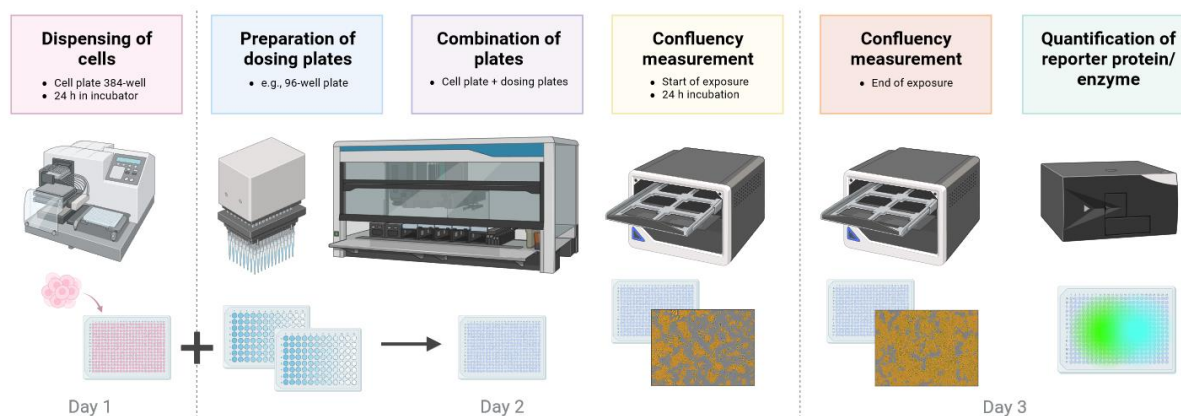 Dispensing of
cells
• Cell plate 384-well
• 24 h in incubator
Preparation of
dosing plates
• e.g., 96-well plate
Combination of
plates
• Cell plate + dosing plates
Confluency
measurement
• Start of exposure
• 24 h incubation
Confluency
measurement
• End of exposure
Quantification of
reporter protein/
enzyme
Day 1
Day 2
Day 3